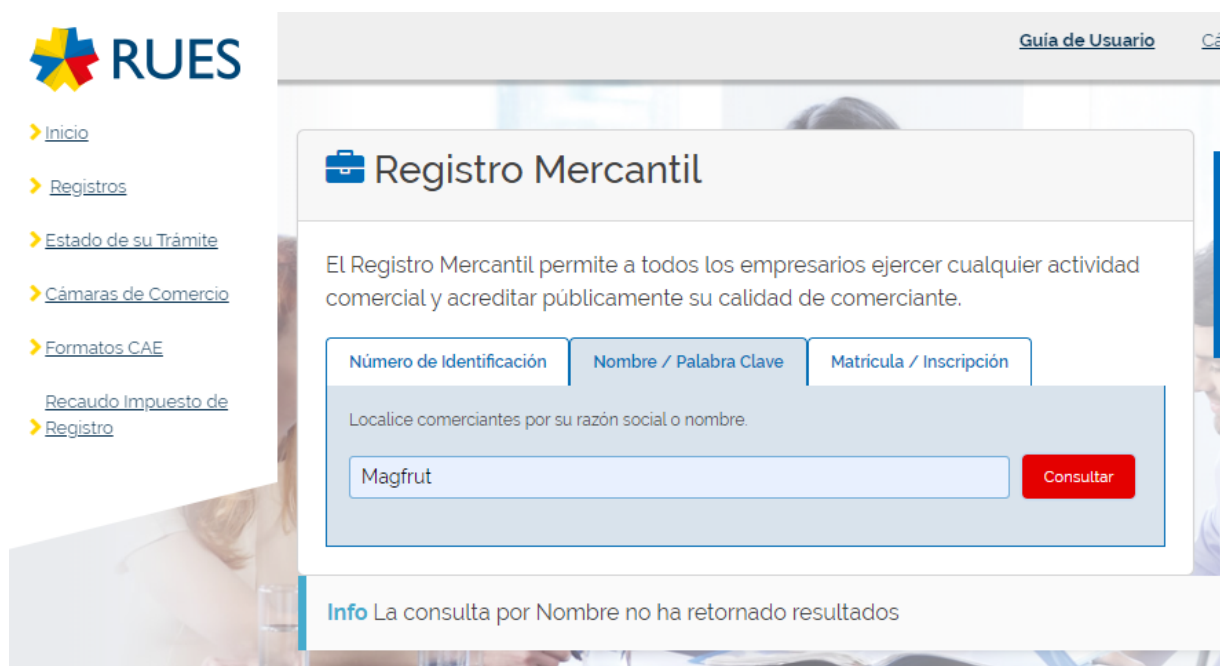 RUES
Guía de Usuario
Inicio
Registros
Estado de su Trámite
Cámaras de Comercio
Formatos CAE
Recaudo Impuesto de
Registro
Registro Mercantil
El Registro Mercantil permite a todos los empresarios ejercer cualquier actividad
comercial y acreditar públicamente su calidad de comerciante.
Número de Identificación
Nombre / Palabra Clave
Matrícula / Inscripción
Localice comerciantes por su razón social o nombre.
Magfrut
Consultar
Info La consulta por Nombre no ha retornado resultados